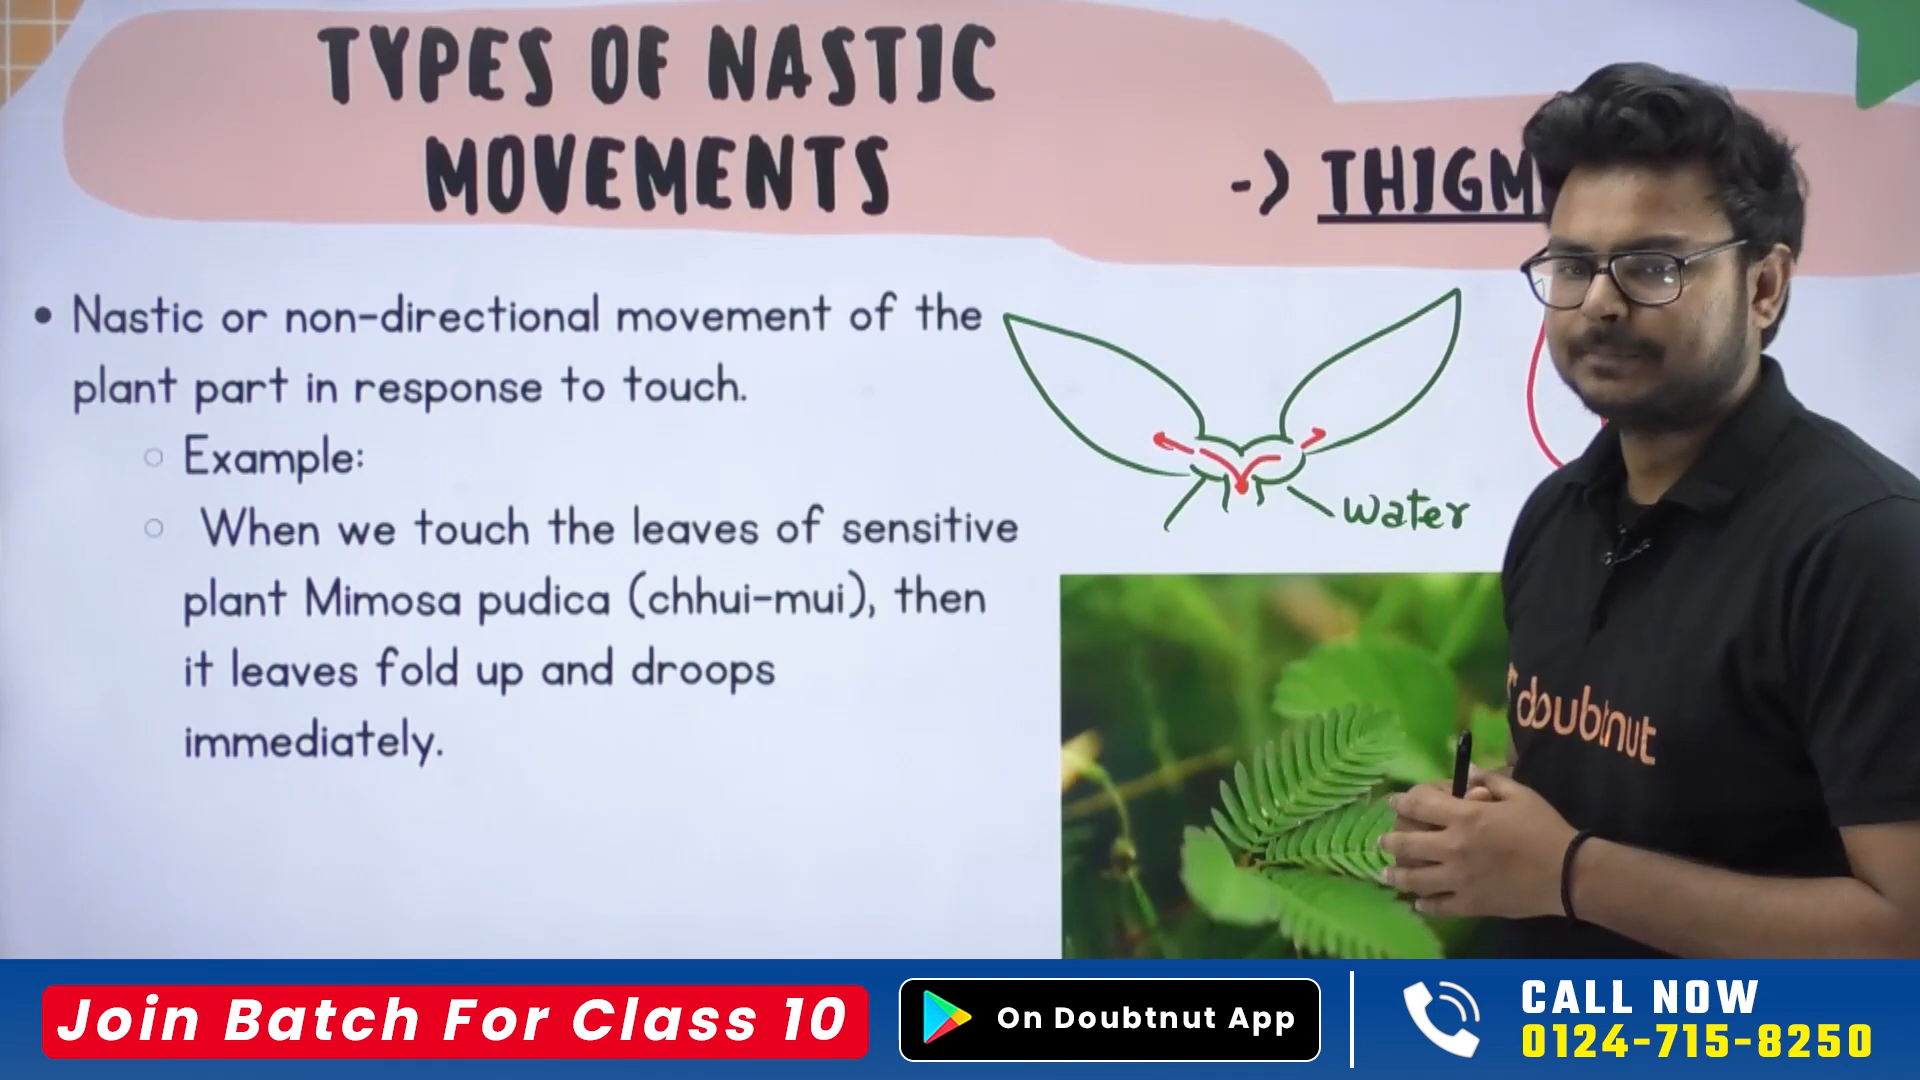 TYPES OF NASTIC
MOVEMENTS
-> THIGM
• Nastic or non-directional movement of the
plant part in response to touch.
○ Example:
○ When we touch the leaves of sensitive
plant Mimosa pudica (chhui-mui), then
it leaves fold up and droops
immediately.
water
doubtnut
Join Batch For Class 10
On Doubtnut App
CALL NOW
0124-715-8250